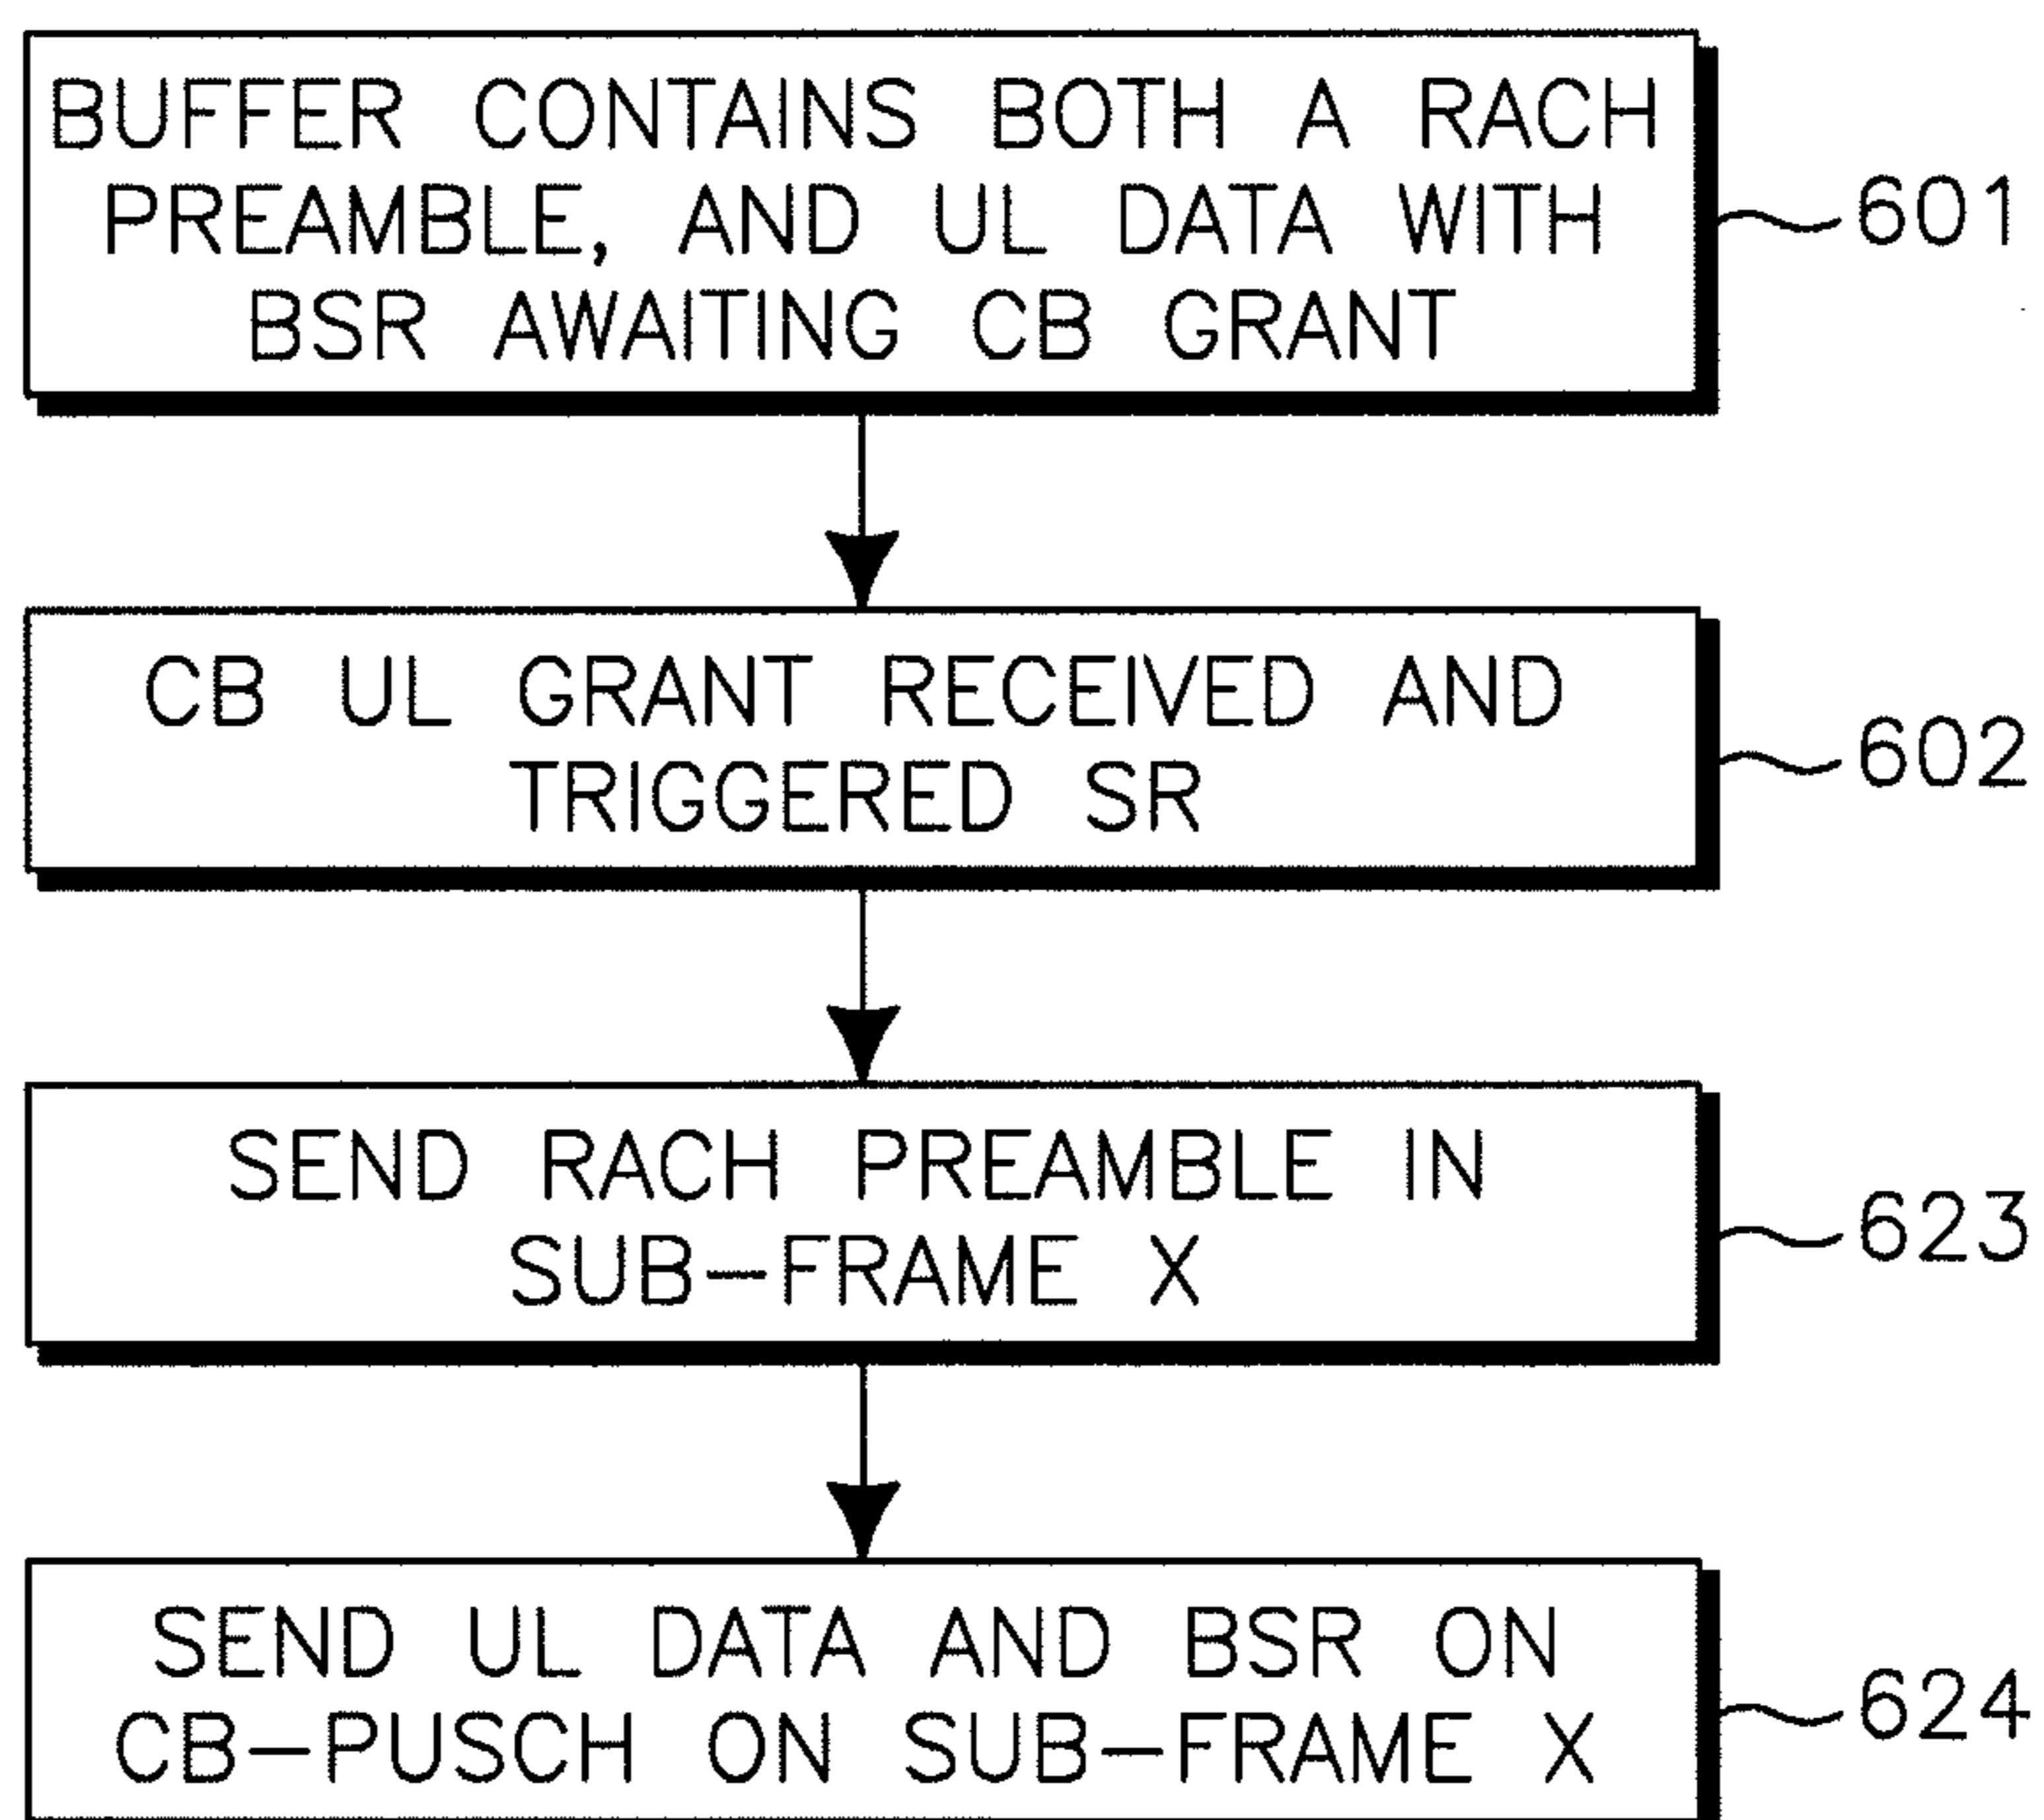 BUFFER CONTAINS BOTH A RACH
PREAMBLE, AND UL DATA WITH
BSR AWAITING CB GRANT
601
CB UL GRANT RECEIVED AND
TRIGGERED SR
602
SEND RACH PREAMBLE IN
SUB-FRAME X
623
SEND UL DATA AND BSR ON
CB-PUSCH ON SUB-FRAME X
624